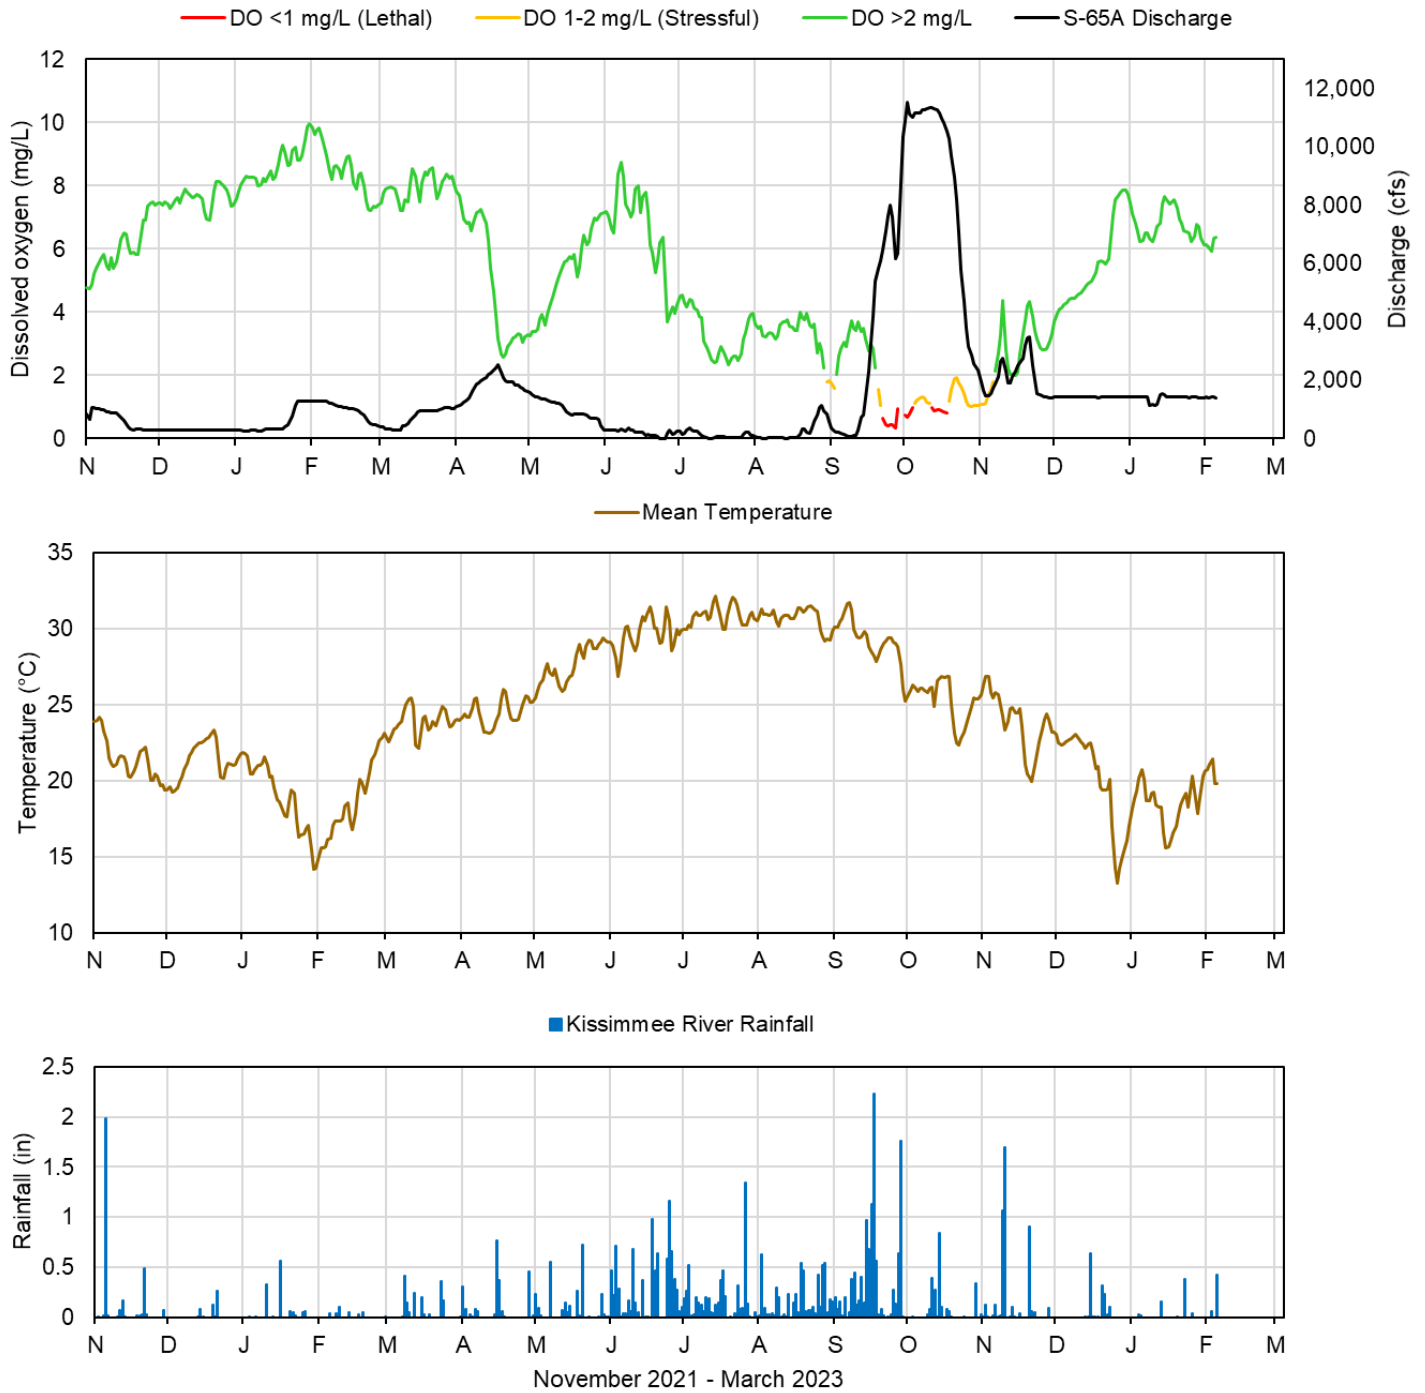 DO <1 mg/L (Lethal) DO 1-2 mg/L (Stressful) DO >2 mg/L S-65A Discharge
12
10
8
6
4
2
0
Dissolved oxygen (mg/L)
12,000
10,000
8,000
6,000
4,000
2,000
0
Discharge (cfs)
N D J F M A M J J A S O N D J F M
Mean Temperature
35
30
25
20
15
10
Temperature (°C)
N D J F M A M J J A S O N D J F M
Kissimmee River Rainfall
2.5
2
1.5
1
0.5
0
Rainfall (in)
N D J F M A M J J A S O N D J F M
November 2021 - March 2023